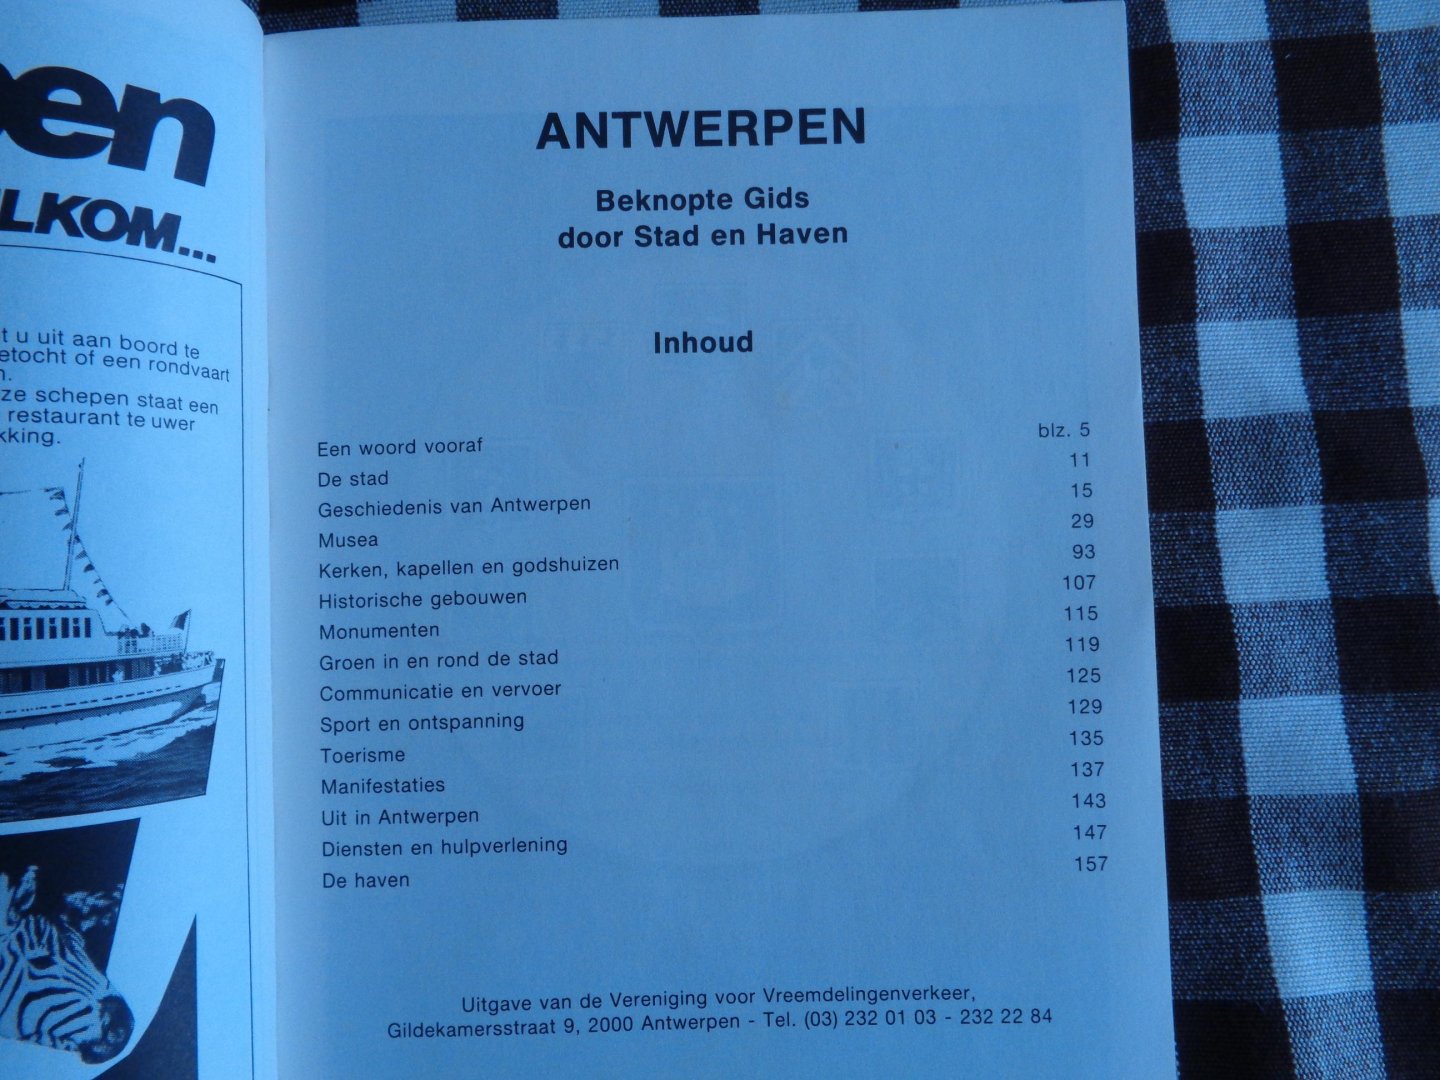 LKOM...
t u uit aan boord te
etocht of een rondvaart
ze schepen staat een
restaurant te uwer
kking.
ANTWERPEN
Beknopte Gids
door Stad en Haven
Inhoud
Een woord vooraf blz. 5
De stad 11
Geschiedenis van Antwerpen 15
Musea 29
Kerken, kapellen en godshuizen 93
Historische gebouwen 107
Monumenten 115
Groen in en rond de stad 119
Communicatie en vervoer 125
Sport en ontspanning 129
Toerisme 135
Manifestaties 137
Uit in Antwerpen 143
Diensten en hulpverlening 147
De haven 157
Uitgave van de Vereniging voor Vreemdelingenverkeer,
Gildekamersstraat 9, 2000 Antwerpen - Tel. (03) 232 01 03 - 232 22 84